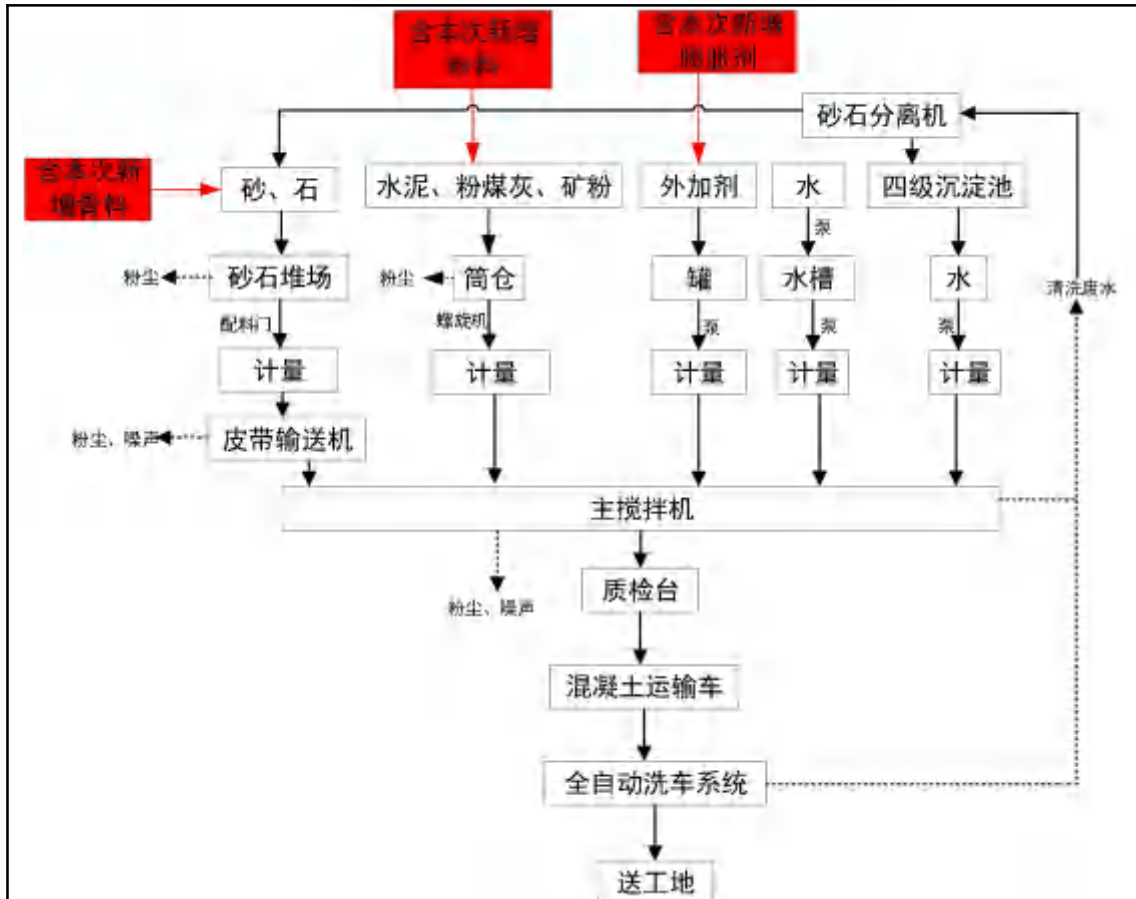 含本次新增
粉料
含本次新增
膨胀剂
砂石分离机
含本次新
增骨料
砂、石
水泥、粉煤灰、矿粉
外加剂
水
四级沉淀池
泵
粉尘
砂石堆场
粉尘
筒仓
罐
水槽
水
清洗废水
配料门
螺旋机
泵
泵
泵
计量
计量
计量
计量
计量
粉尘、噪声
皮带输送机
主搅拌机
粉尘、噪声
质检台
混凝土运输车
全自动洗车系统
送工地